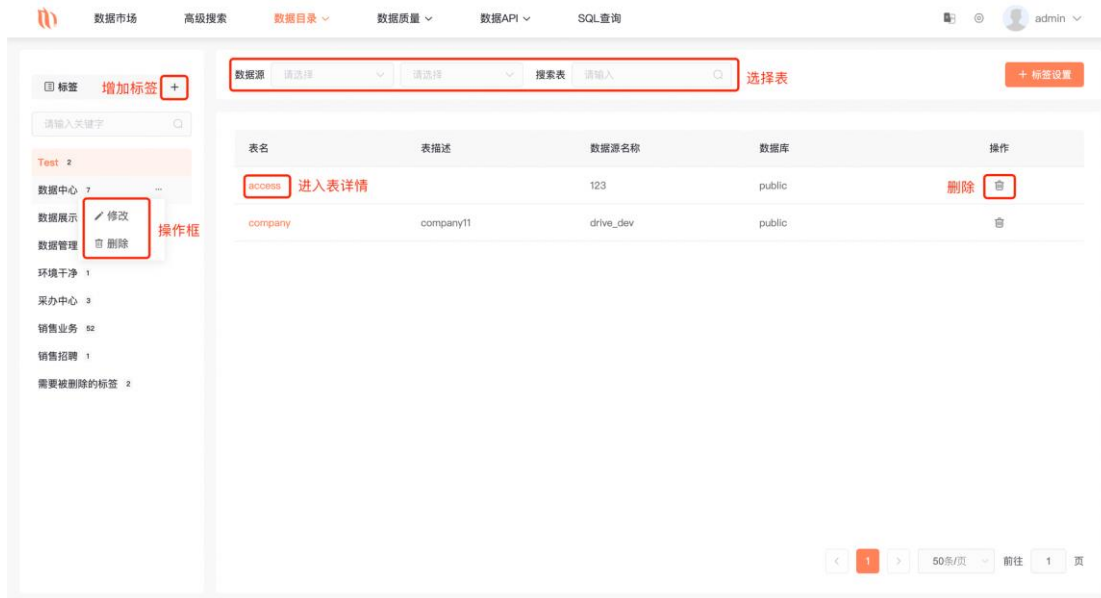 数据市场 高级搜索 数据目录 数据质量 数据API SQL查询 admin
标签 增加标签 +
请输入关键字
Test 2
数据中心 7 ...
数据展示
数据管理
修改
删除
操作框
环境干净 1
采办中心 3
销售业务 52
销售招聘 1
需要被删除的标签 2
数据源 请选择 请选择 搜索表 请输入 选择表 + 标签设置
表名 表描述 数据源名称 数据库 操作
access 进入表详情 123 public 删除
company company11 drive_dev public
< 1 > 50条/页 前往 1 页